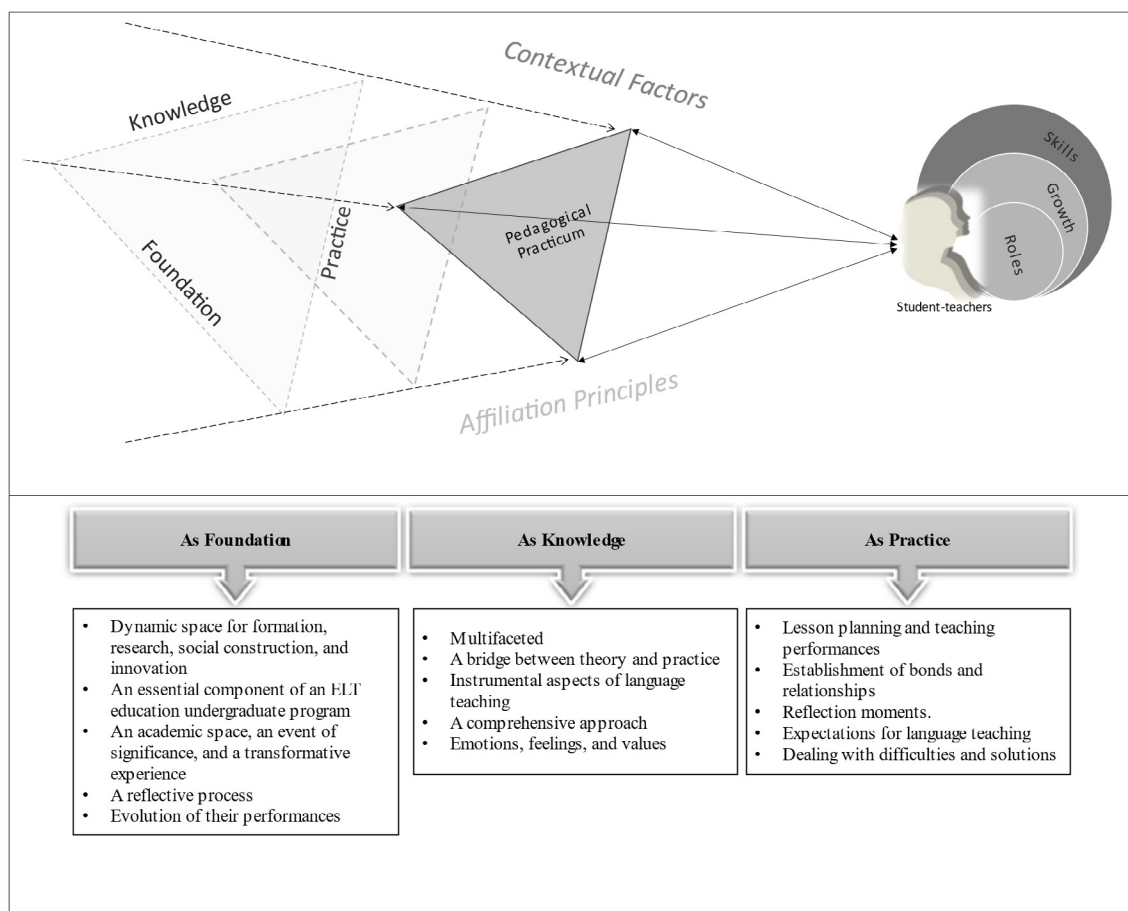 Contextual Factors
Knowledge
Foundation
Practice
Pedagogical
Practicum
Affiliation Principles
Skills
Growth
Roles
Student-teachers
As Foundation
• Dynamic space for formation,
research, social construction, and
innovation
• An essential component of an ELT
education undergraduate program
• An academic space, an event of
significance, and a transformative
experience
• A reflective process
• Evolution of their performances
As Knowledge
• Multifaceted
• A bridge between theory and practice
• Instrumental aspects of language
teaching
• A comprehensive approach
• Emotions, feelings, and values
As Practice
• Lesson planning and teaching
performances
• Establishment of bonds and
relationships
• Reflection moments.
• Expectations for language teaching
• Dealing with difficulties and solutions